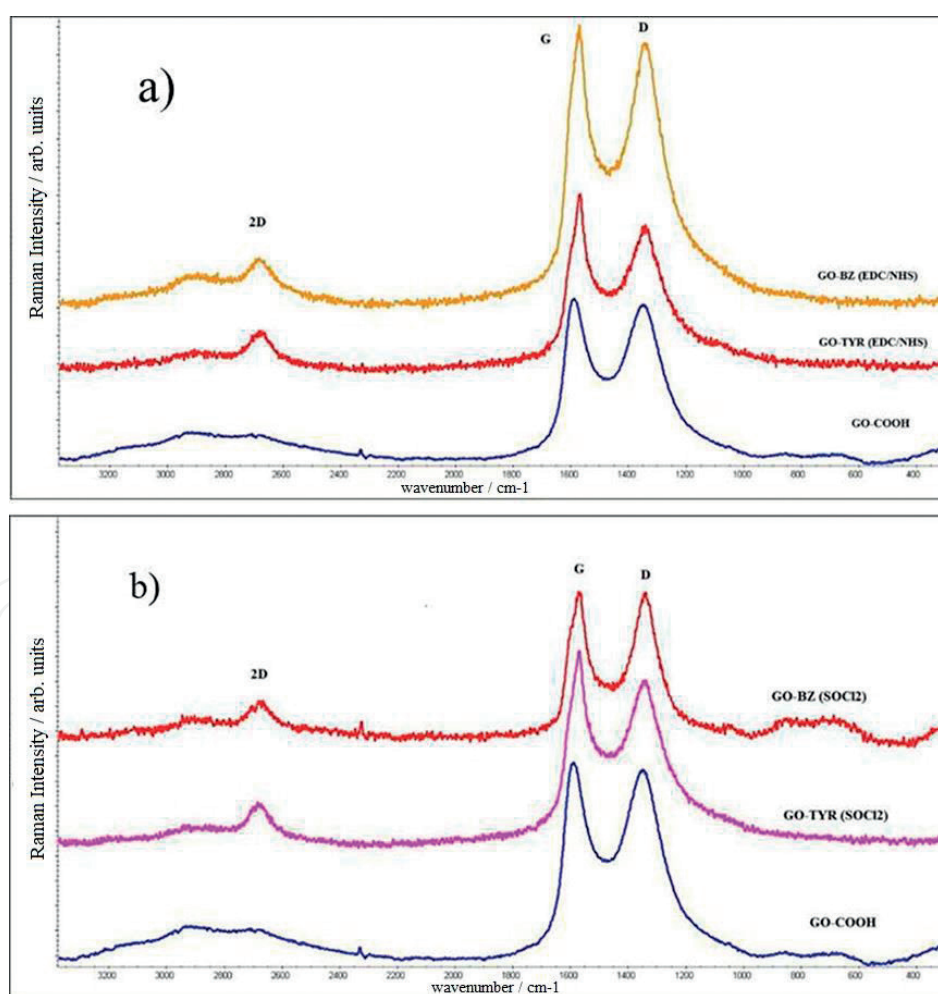 G
D
a)
2D
Raman Intensity / arb. units
GO-BZ (EDC/NHS)
GO-TYR (EDC/NHS)
GO-COOH
3200 3000 2800 2600 2400 2200 2000 1800 1600 1400 1200 1000 800 600 400
wavenumber / cm-1
b)
G
D
2D
Raman Intensity / arb. units
GO-BZ (SOCl2)
GO-TYR (SOCl2)
GO-COOH
3200 3000 2800 2600 2400 2200 2000 1800 1600 1400 1200 1000 800 600 400
wavenumber / cm-1